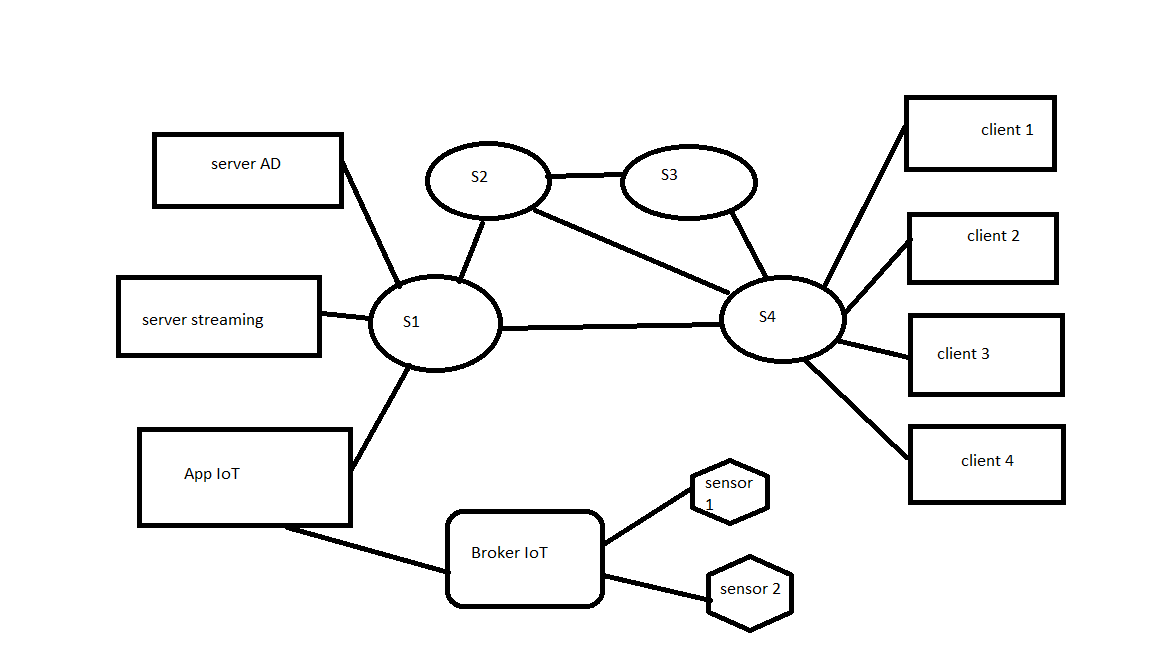 client 1
server AD
S2
S3
client 2
server streaming
S1
S4
client 3
App IoT
client 4
sensor
1
Broker IoT
sensor 2